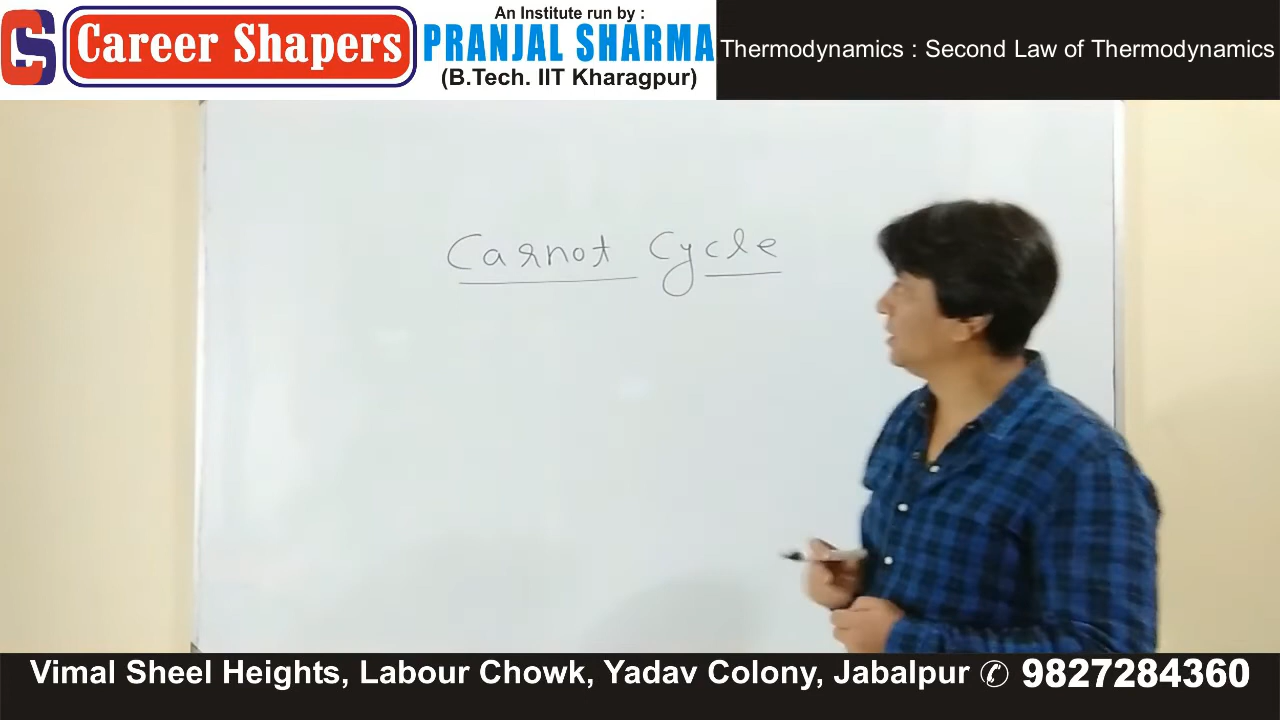 CS Career Shapers
An Institute run by :
PRANJAL SHARMA
(B.Tech. IIT Kharagpur)
Thermodynamics : Second Law of Thermodynamics
Carnot Cycle
Vimal Sheel Heights, Labour Chowk, Yadav Colony, Jabalpur ✆ 9827284360